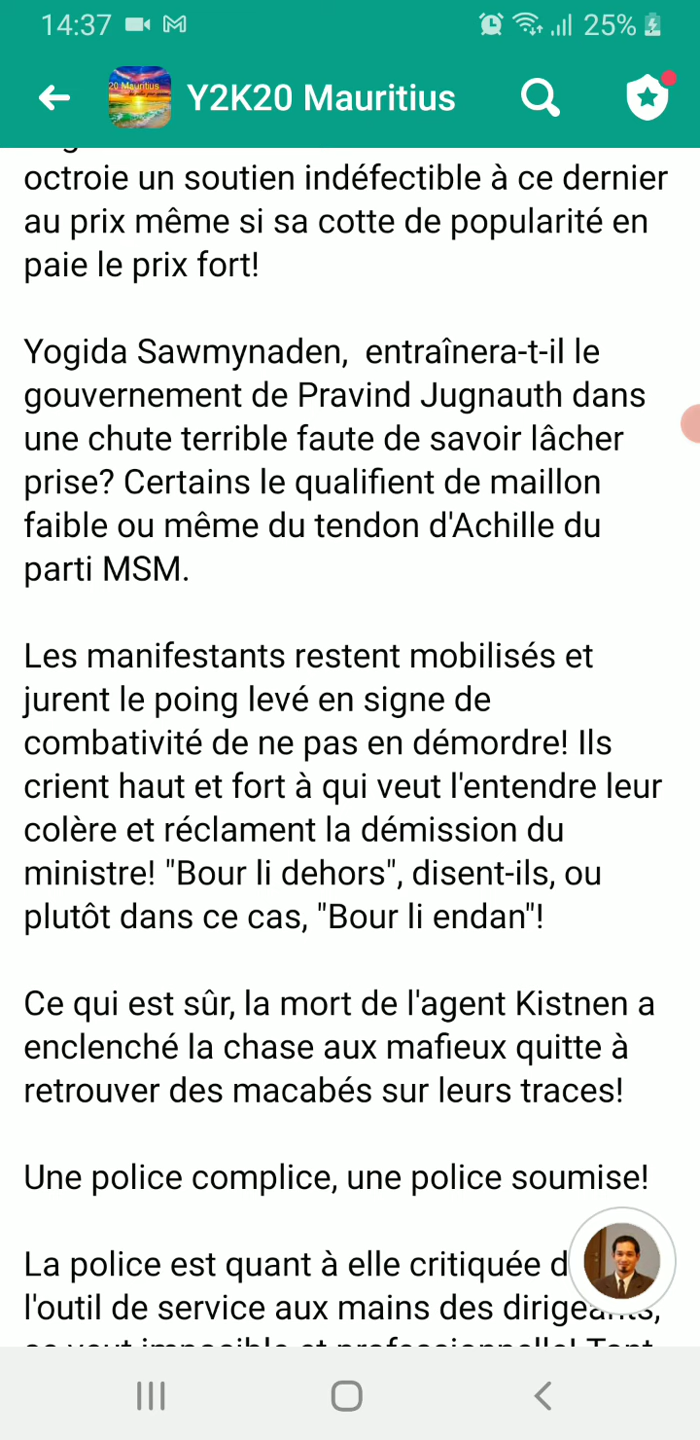 14:37
25%
20 Mauritius
Y2K20 Mauritius
octroie un soutien indéfectible à ce dernier
au prix même si sa cotte de popularité en
paie le prix fort!
Yogida Sawmynaden,  entraînera-t-il le
gouvernement de Pravind Jugnauth dans
une chute terrible faute de savoir lâcher
prise? Certains le qualifient de maillon
faible ou même du tendon d'Achille du
parti MSM.
Les manifestants restent mobilisés et
jurent le poing levé en signe de
combativité de ne pas en démordre! Ils
crient haut et fort à qui veut l'entendre leur
colère et réclament la démission du
ministre! "Bour li dehors", disent-ils, ou
plutôt dans ce cas, "Bour li endan"!
Ce qui est sûr, la mort de l'agent Kistnen a
enclenché la chase aux mafieux quitte à
retrouver des macabés sur leurs traces!
Une police complice, une police soumise!
La police est quant à elle critiquée
l'outil de service aux mains des dirigeants,